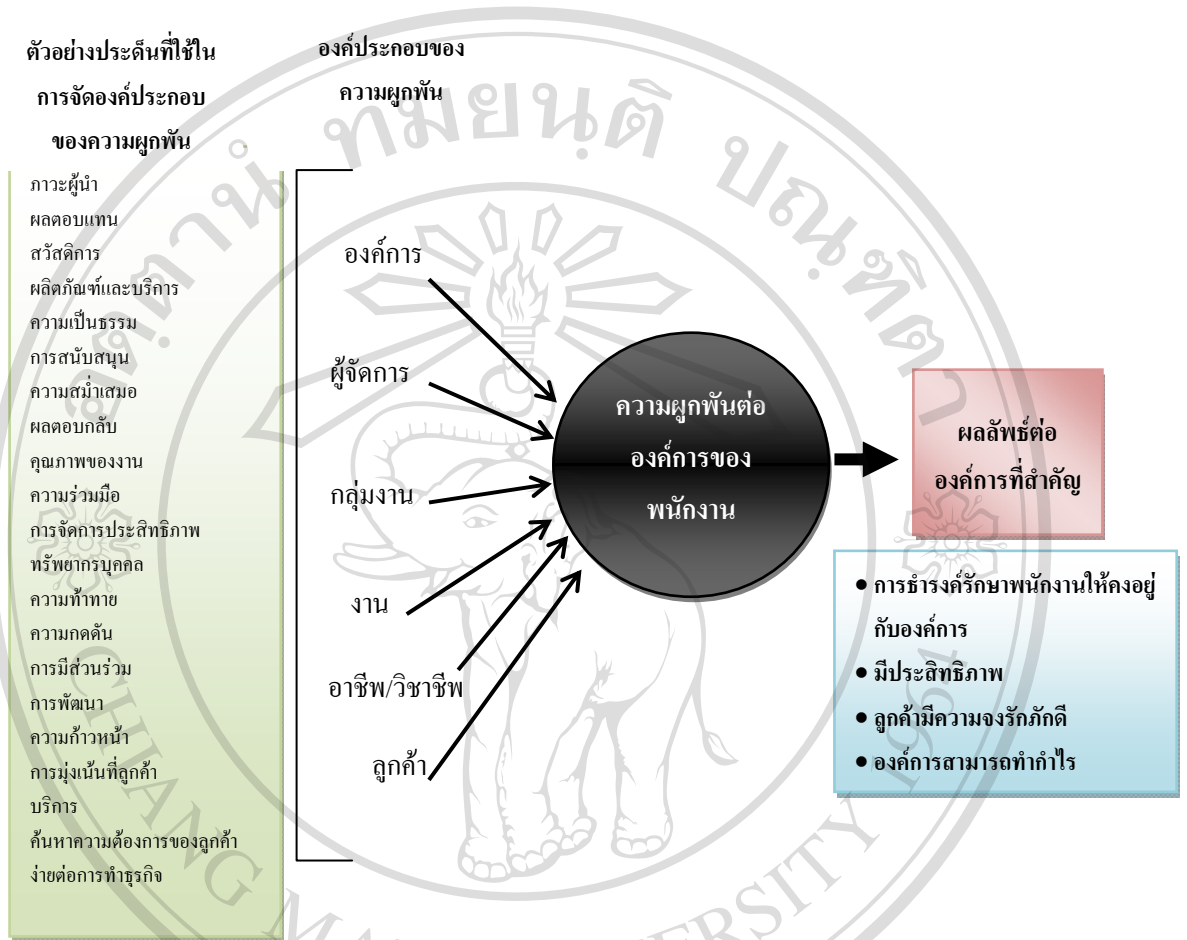 ตัวอย่างประเด็นที่ใช้ใน
การจัดองค์ประกอบ
ของความผูกพัน
ภาวะผู้นำ
ผลตอบแทน
สวัสดิการ
ผลิตภัณฑ์และบริการ
ความเป็นธรรม
การสนับสนุน
ความสม่ำเสมอ
ผลตอบกลับ
คุณภาพของงาน
ความร่วมมือ
การจัดการประสิทธิภาพ
ทรัพยากรบุคคล
ความท้าทาย
ความกดดัน
การมีส่วนร่วม
การพัฒนา
ความก้าวหน้า
การมุ่งเน้นที่ลูกค้า
บริการ
ค้นหาความต้องการของลูกค้า
ง่ายต่อการทำธุรกิจ
องค์ประกอบของ
ความผูกพัน
องค์การ
ผู้จัดการ
กลุ่มงาน
งาน
อาชีพ/วิชาชีพ
ลูกค้า
ความผูกพันต่อ
องค์การของ
พนักงาน
ผลลัพธ์ต่อ
องค์การที่สำคัญ
• การธำรงค์รักษาพนักงานให้คงอยู่
กับองค์การ
• มีประสิทธิภาพ
• ลูกค้ามีความจงรักภักดี
• องค์การสามารถทำกำไร
อตฺตานํ ทมยนฺติ ปณฺฑิตา
CHIANG MAI UNIVERSITY 1964